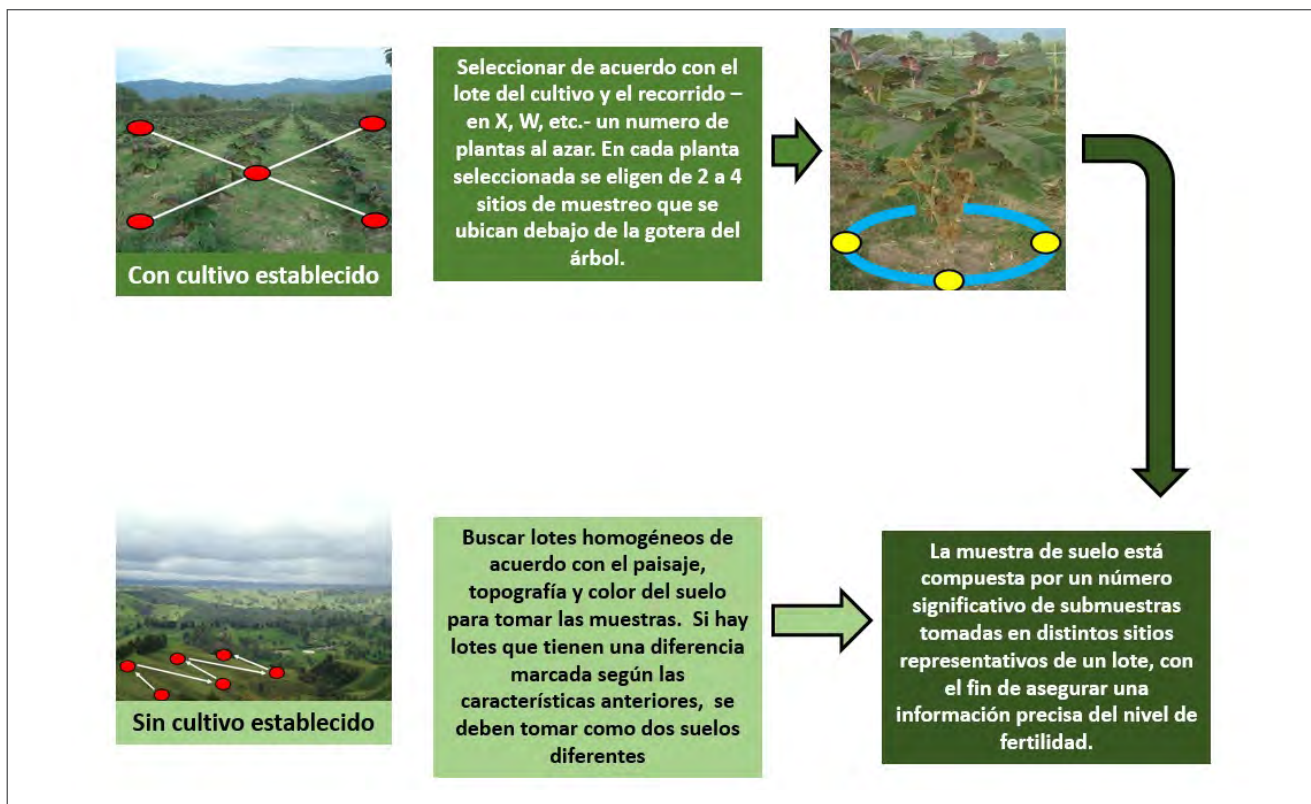 Seleccionar de acuerdo con el
lote del cultivo y el recorrido –
en X, W, etc.- un numero de
plantas al azar. En cada planta
seleccionada se eligen de 2 a 4
sitios de muestreo que se
ubican debajo de la gotera del
árbol.
Con cultivo establecido
Buscar lotes homogéneos de
acuerdo con el paisaje,
topografía y color del suelo
para tomar las muestras.  Si hay
lotes que tienen una diferencia
marcada según las
características anteriores,  se
deben tomar como dos suelos
diferentes
Sin cultivo establecido
La muestra de suelo está
compuesta por un número
significativo de submuestras
tomadas en distintos sitios
representativos de un lote, con
el fin de asegurar una
información precisa del nivel de
fertilidad.